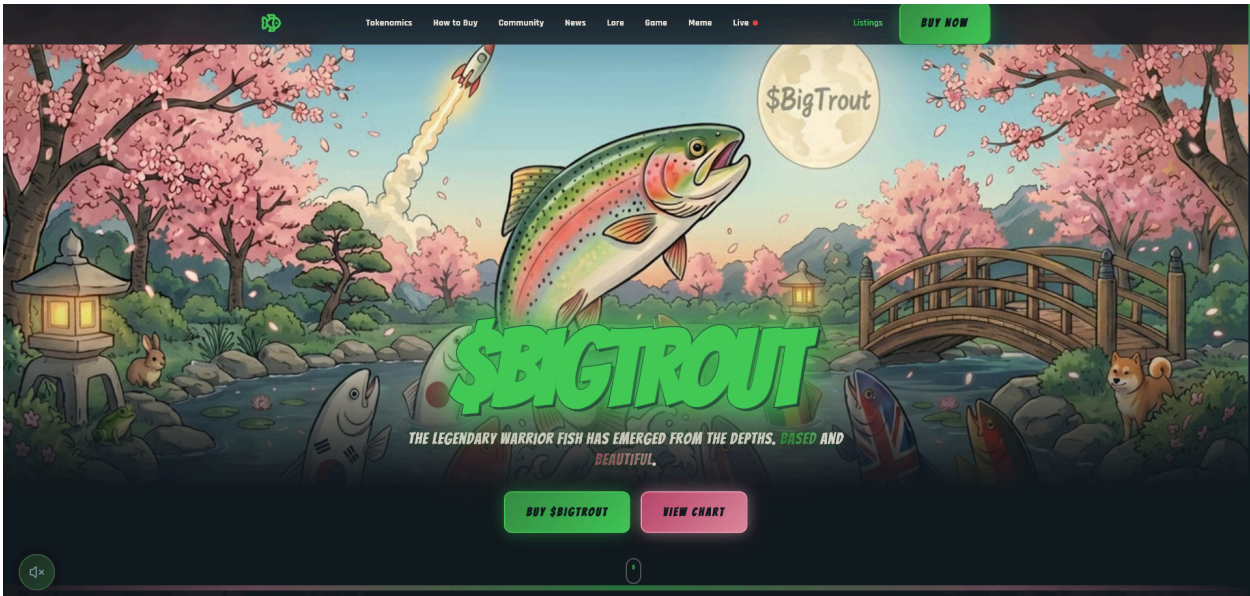 Tokenomics How to Buy Community News Lore Game Meme Live Listings BUY NOW
$BigTrout
$BIGTROUT
THE LEGENDARY WARRIOR FISH HAS EMERGED FROM THE DEPTHS. BASED AND
BEAUTIFUL.
BUY $BIGTROUT VIEW CHART